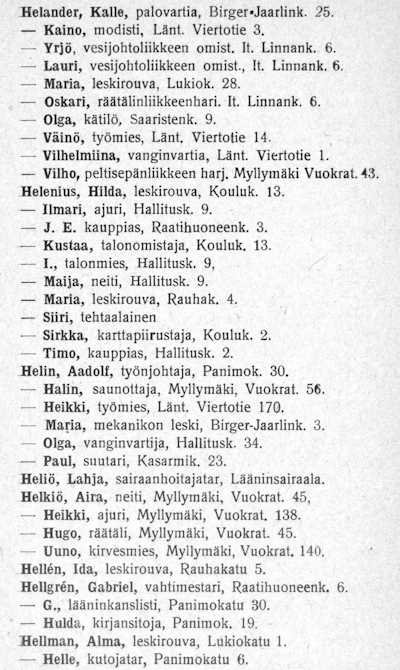 Helander, Kalle, palovartia, Birger-Jaarlink. 25.
— Kaino, modisti, Länt. Viertotie 3.
— Yrjö, vesijohtoliikkeen omist. It. Linnank. 6.
— Lauri, vesijohtoliikkeen omist., It. Linnank. 6.
— Maria, leskirouva, Lukiok. 28.
— Oskari, räätälinliikkeenhari. It. Linnank. 6.
— Olga, kätilö, Saaristenk. 9.
— Väinö, työmies, Länt. Viertotie 14.
— Vilhelmiina, vanginvartia, Länt. Viertotie 1.
— Vilho, peltisepänliikkeen harj. Myllymäki Vuokrat. 43.
Helenius, Hilda, leskirouva, Kouluk. 13.
— Ilmari, ajuri, Hallitusk. 9.
— J. E. kauppias, Raatihuoneenk. 3.
— Kustaa, talonomistaja, Kouluk. 13.
— I., talonmies, Hallitusk. 9,
— Maija, neiti, Hallitusk. 9.
— Maria, leskirouva, Rauhak. 4.
— Siiri, tehtaalainen
— Sirkka, karttapiirustaja, Kouluk. 2.
— Timo, kauppias, Hallitusk. 2.
Helin, Aadolf, työnjohtaja, Panimok. 30.
— Halin, saunottaja, Myllymäki, Vuokrat. 56.
— Heikki, työmies, Länt. Viertotie 170.
— Maria, mekanikon leski, Birger-Jaarlink. 3.
— Olga, vanginvartija, Hallitusk. 34.
— Paul, suutari, Kasarmik. 23.
Heliö, Lahja, sairaanhoitajatar, Lääninsairaala.
Helkiö, Aira, neiti, Myllymäki, Vuokrat. 45,
— Heikki, ajuri, Myllymäki, Vuokrat. 138.
— Hugo, räätäli, Myllymäki, Vuokrat. 45.
— Uuno, kirvesmies, Myllymäki, Vuokrat. 140.
Hellén, Ida, leskirouva, Rauhakatu 5.
Hellgrén, Gabriel, vahtimestari, Raatihuoneenk. 6.
— G., lääninkanslisti, Panimokatu 30.
— Hulda, kirjansitoja, Panimok. 19.
Hellman, Alma, leskirouva, Lukiokatu 1.
— Helle, kutojatar, Panimokatu 6.